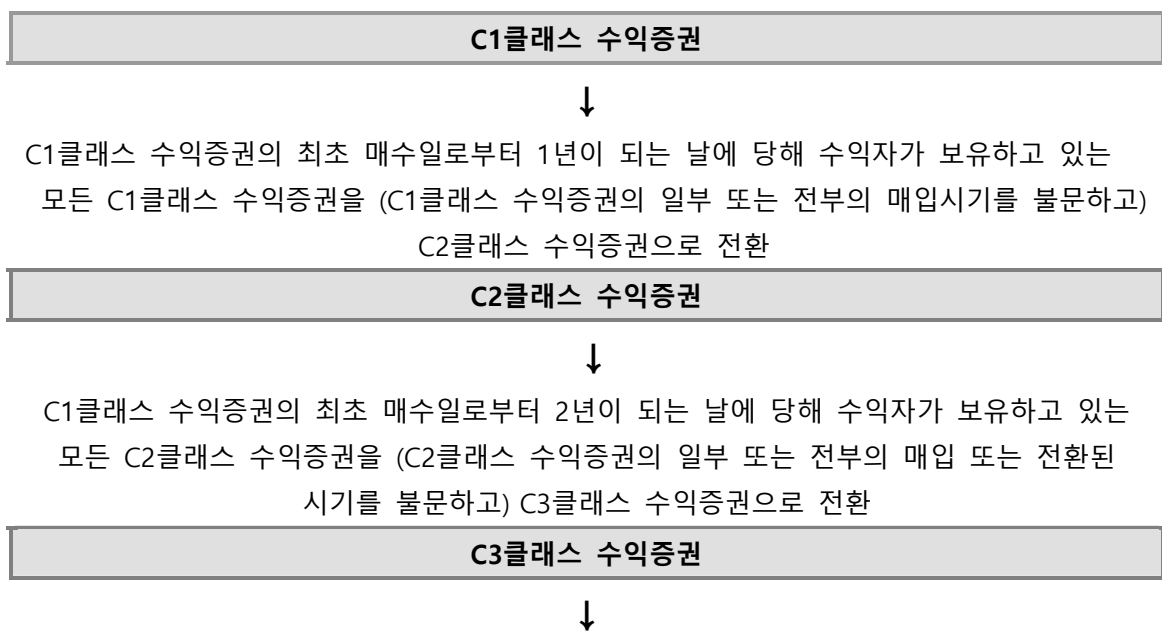 C1클래스 수익증권
↓
C1클래스 수익증권의 최초 매수일로부터 1년이 되는 날에 당해 수익자가 보유하고 있는
모든 C1클래스 수익증권을 (C1클래스 수익증권의 일부 또는 전부의 매입시기를 불문하고)
C2클래스 수익증권으로 전환
C2클래스 수익증권
↓
C1클래스 수익증권의 최초 매수일로부터 2년이 되는 날에 당해 수익자가 보유하고 있는
모든 C2클래스 수익증권을 (C2클래스 수익증권의 일부 또는 전부의 매입 또는 전환된
시기를 불문하고) C3클래스 수익증권으로 전환
C3클래스 수익증권
↓